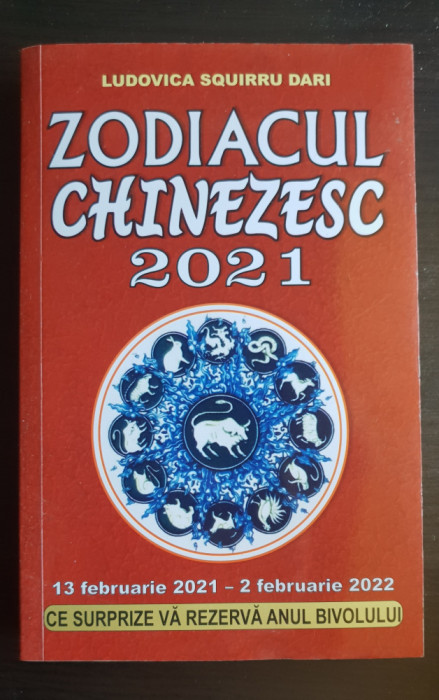 LUDOVICA SQUIRRU DARI
ZODIACUL
CHINEZESC
2021
13 februarie 2021 – 2 februarie 2022
CE SURPRIZE VĂ REZERVĂ ANUL BIVOLULUI